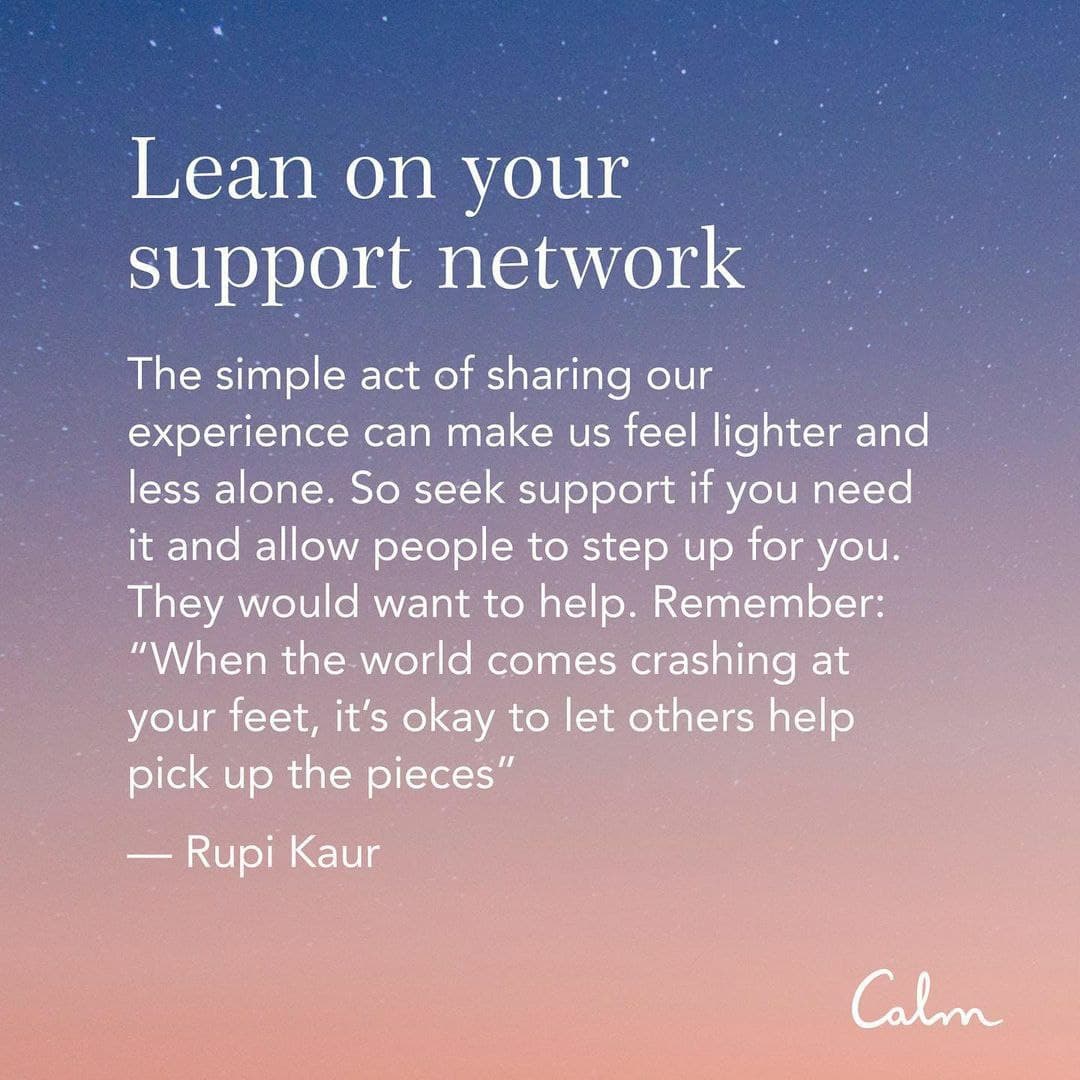 Lean on your
support network
The simple act of sharing our
experience can make us feel lighter and
less alone. So seek support if you need
it and allow people to step up for you.
They would want to help. Remember:
“When the world comes crashing at
your feet, it’s okay to let others help
pick up the pieces”
— Rupi Kaur
Calm